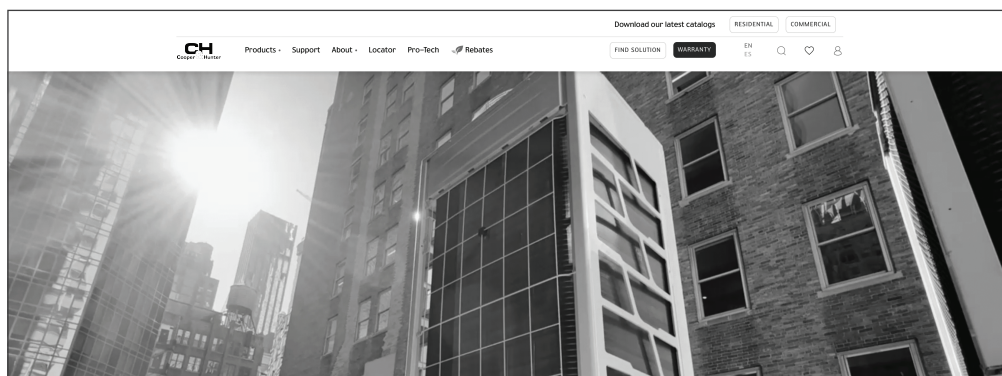 Download our latest catalogs RESIDENTIAL COMMERCIAL
CH
Cooper Hunter
Products Support About Locator Pro-Tech Rebates FIND SOLUTION WARRANTY EN
ES